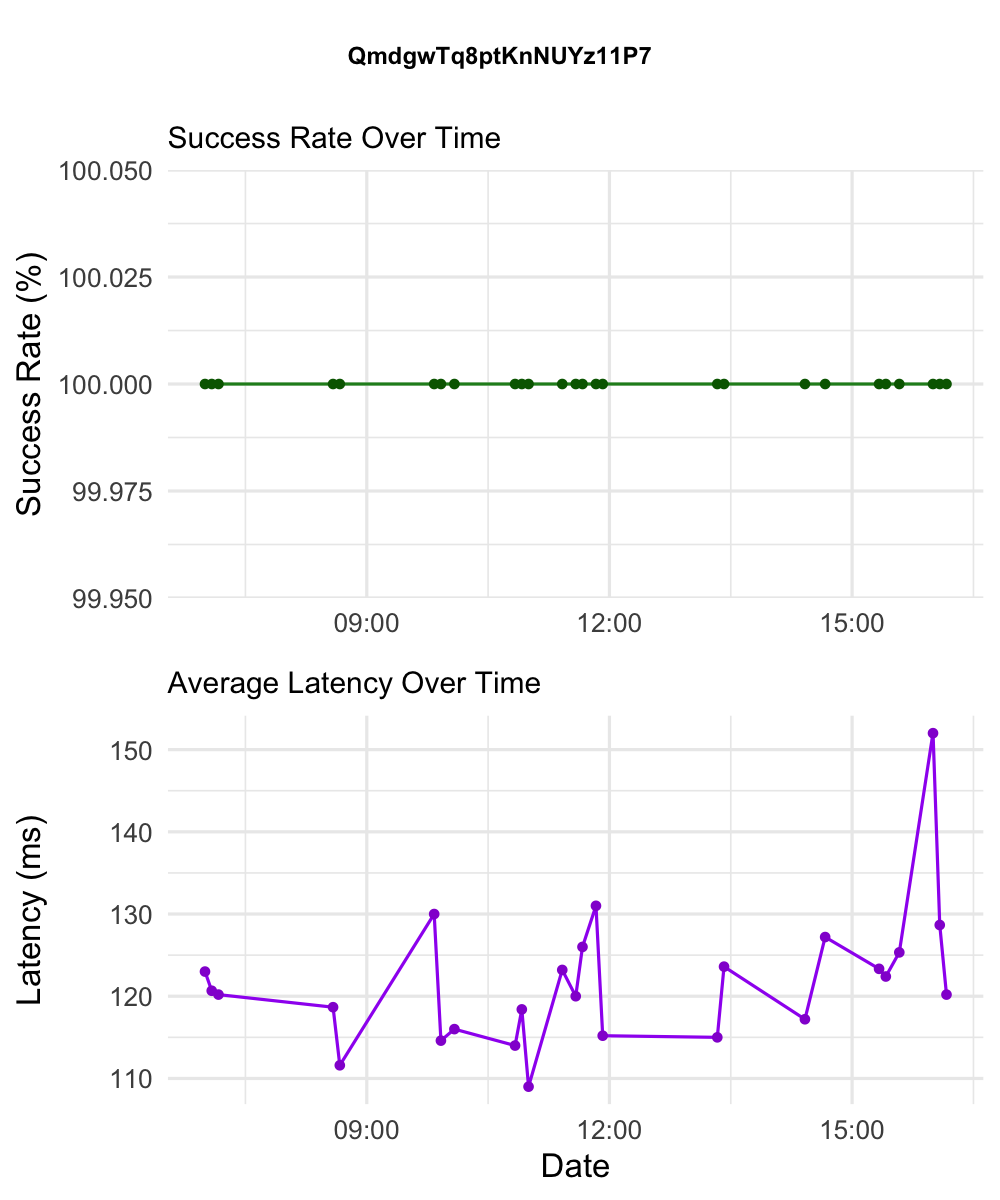 QmdgwTq8ptKnNUYz11P7
Success Rate Over Time
Success Rate (%)
100.050
100.025
100.000
99.975
99.950
09:00 12:00 15:00
Average Latency Over Time
Latency (ms)
150
140
130
120
110
09:00 12:00 15:00
Date